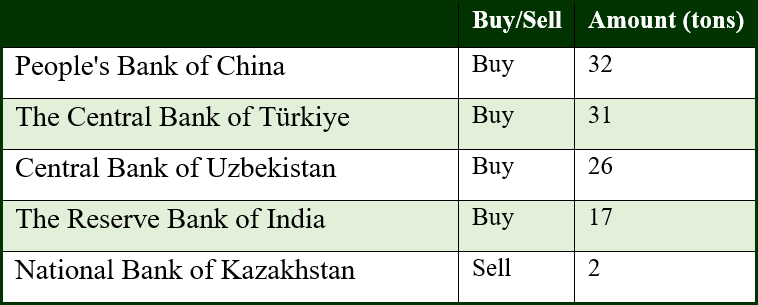 Buy/Sell Amount (tons)
People's Bank of China Buy 32
The Central Bank of Türkiye Buy 31
Central Bank of Uzbekistan Buy 26
The Reserve Bank of India Buy 17
National Bank of Kazakhstan Sell 2